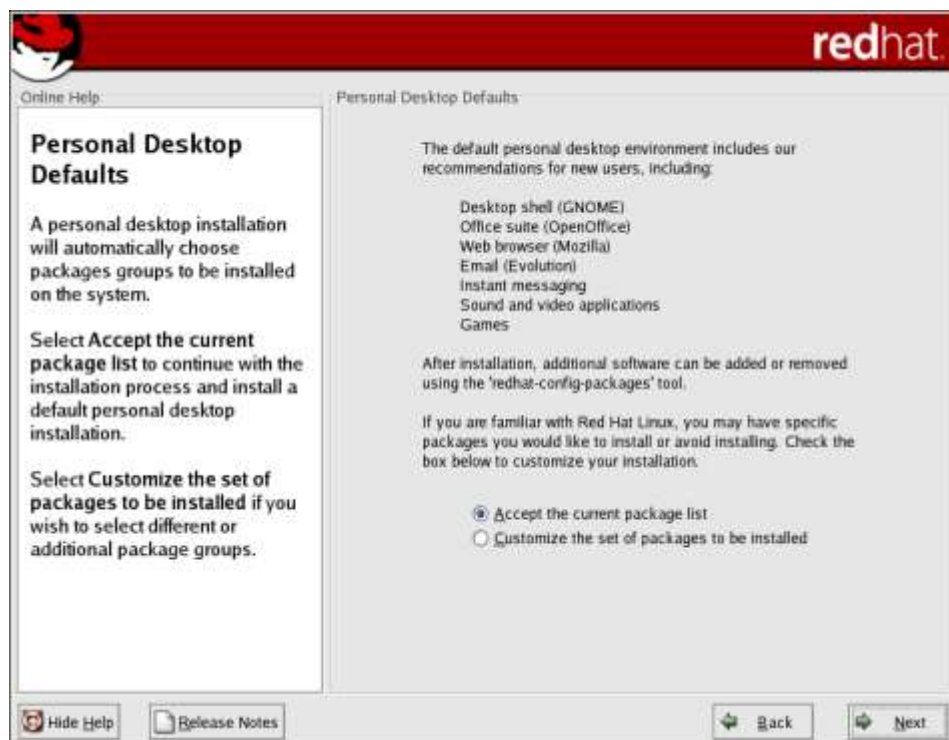 redhat.
Online Help
Personal Desktop
Defaults
A personal desktop installation
will automatically choose
packages groups to be installed
on the system.
Select Accept the current
package list to continue with the
installation process and install a
default personal desktop
installation.
Select Customize the set of
packages to be installed if you
wish to select different or
additional package groups.
Personal Desktop Defaults
The default personal desktop environment includes our
recommendations for new users, including:
Desktop shell (GNOME)
Office suite (OpenOffice)
Web browser (Mozilla)
Email (Evolution)
Instant messaging
Sound and video applications
Games
After installation, additional software can be added or removed
using the 'redhat-config-packages' tool.
If you are familiar with Red Hat Linux, you may have specific
packages you would like to install or avoid installing. Check the
box below to customize your installation.
Accept the current package list
Customize the set of packages to be installed
Hide Help
Release Notes
Back
Next